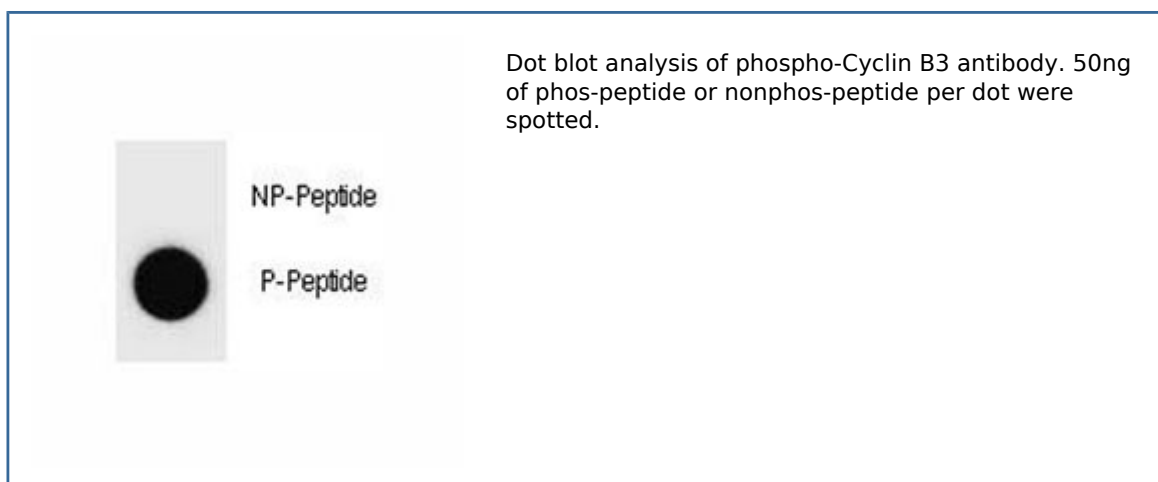 Dot blot analysis of phospho-Cyclin B3 antibody. 50ng
of phos-peptide or nonphos-peptide per dot were
spotted.
NP-Peptide
P-Peptide